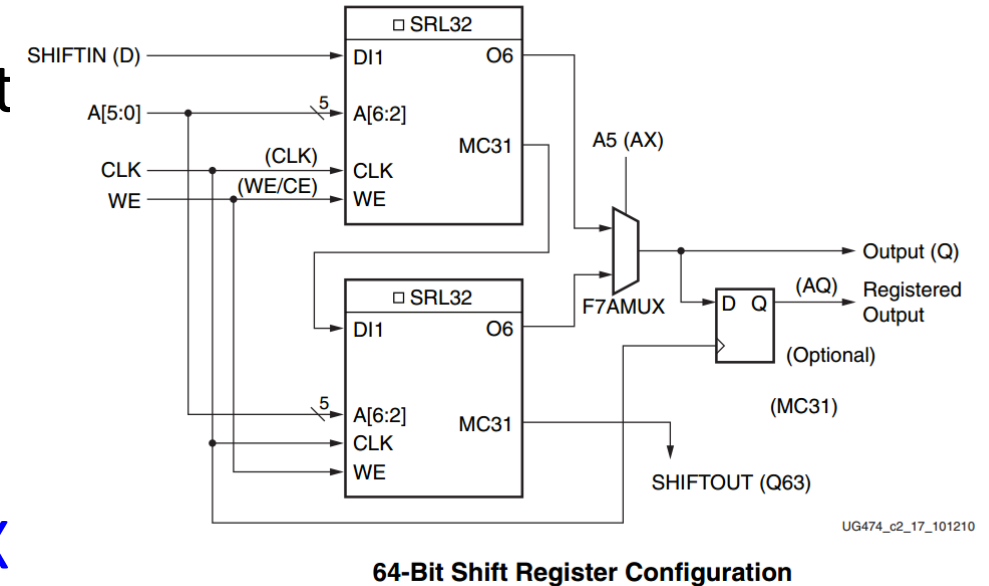 t
□ SRL32
SHIFTIN (D)
DI1
O6
A[5:0]
5
A[6:2]
MC31
A5 (AX)
CLK
(CLK)
CLK
WE
(WE/CE)
WE
Output (Q)
F7AMUX
(AQ)
Registered
Output
D Q
(Optional)
(MC31)
□ SRL32
DI1
O6
5
A[6:2]
MC31
CLK
WE
SHIFTOUT (Q63)
UG474_c2_17_101210
x
64-Bit Shift Register Configuration